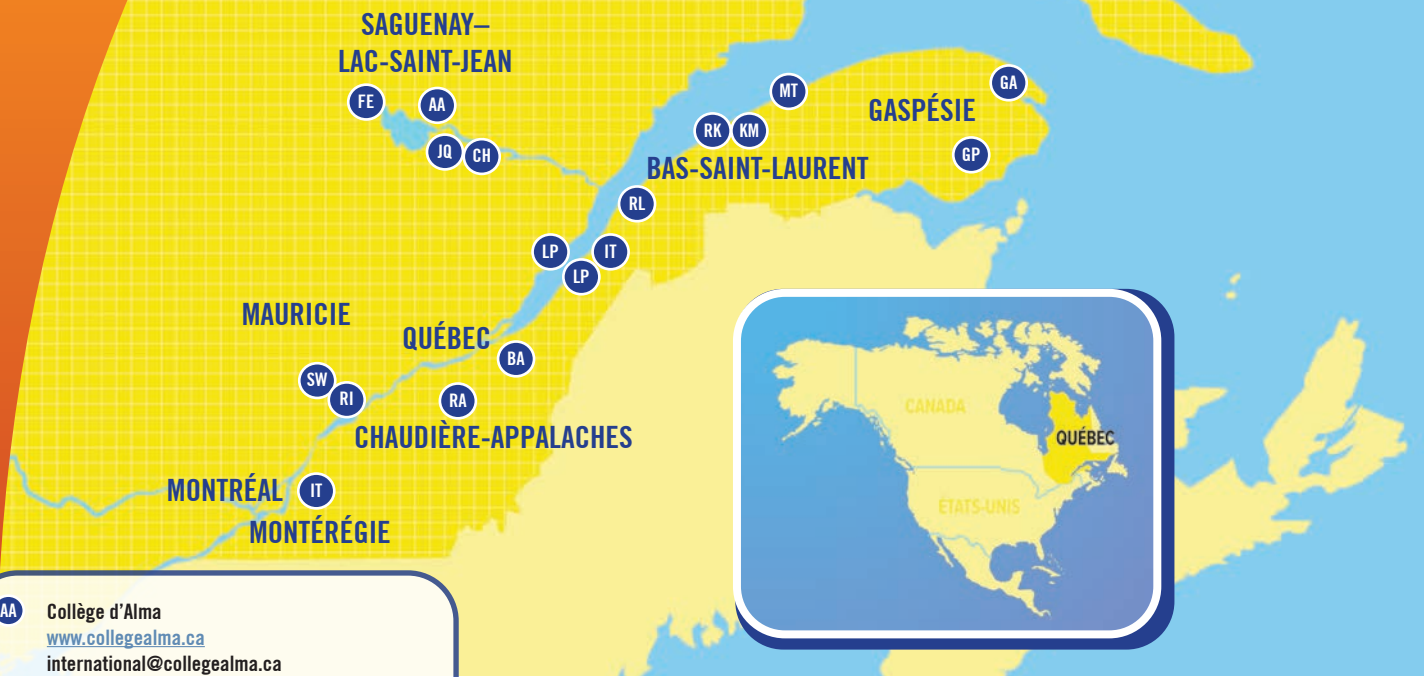 SAGUENAY–
LAC-SAINT-JEAN
FE
AA
JQ
CH
MT
GA
RK
KM
GASPÉSIE
GP
BAS-SAINT-LAURENT
RL
LP
IT
LP
MAURICIE
QUÉBEC
BA
SW
RI
RA
CHAUDIÈRE-APPALACHES
MONTRÉAL
IT
MONTÉRÉGIE
CANADA
QUÉBEC
ÉTATS-UNIS
AA
Collège d'Alma
www.collegealma.ca
international@collegealma.ca